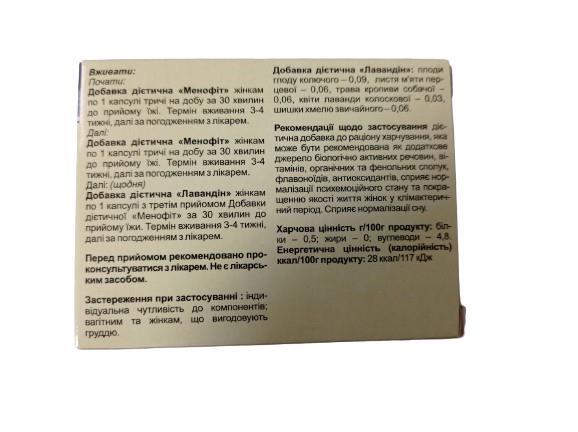 Вживати:
Почати:
Добавка дієтична «Менофіт» жінкам
по 1 капсулі тричі на добу за 30 хвилин
до прийому їжі. Термін вживання 3-4
тижні, далі за погодженням з лікарем.
Далі:
Добавка дієтична «Менофіт» жінкам
по 1 капсулі тричі на добу за 30 хвилин
до прийому їжі. Термін вживання 3-4
тижні, далі за погодженням з лікарем.
Далі: (щодня)
Добавка дієтична «Лавандін» жінкам
по 1 капсулі з третім прийомом Добавки
дієтичної «Менофіт» за 30 хвилин до
прийому їжи. Термін вживання 3-4 тижні,
далі за погодженням з лікарем.
Перед прийомом рекомендовано про-
консультуватися з лікарем. Не є лікарсь-
ким засобом.
Застереження при застосуванні : інди-
відуальна чутливість до компонентів;
вагітним та жінкам, що вигодовують
груддю.
Добавка дієтична «Лавандін»: плоди
глоду колючого – 0,09, листя м'яти пер-
цевої – 0,06, трава кропиви собачої –
0,06, квіти лаванди колоскової – 0,03,
шишки хмелю звичайного –0,06.
Рекомендації щодо застосування діє-
тична добавка до раціону харчування, яка
може бути рекомендована як додаткове
джерело біологічно активних речовин, ві-
тамінів, органічних та фенольних сполук,
флавоноїдів, антиоксидантів, сприяє нор-
малізації психоемоційного стану та покра-
щенню якості життя жінок у клімактерич-
ний період. Сприяє нормалізації сну.
Харчова цінність г/100г продукту: біл-
ки – 0,5; жири – 0; вуглеводи – 4,8.
Енергетична цінність (калорійність)
ккал/100г продукту: 28 ккал/117 кДж